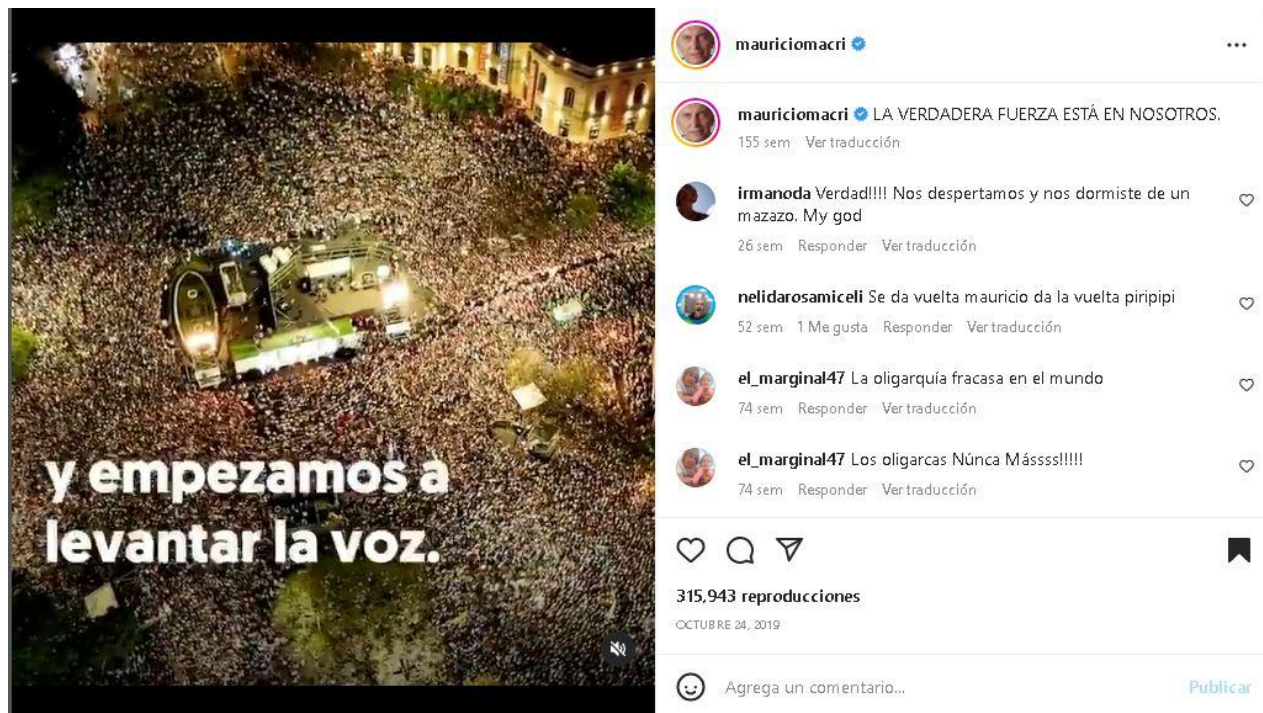 y empezamos a
levantar la voz.
mauriciomacri
mauriciomacri LA VERDADERA FUERZA ESTÁ EN NOSOTROS.
155 sem Ver traducción
irmanoda Verdad!!!! Nos despertamos y nos dormiste de un
mazazo. My god
26 sem Responder Ver traducción
nelidarosamiceli Se da vuelta mauricio da la vuelta piripipi
52 sem 1 Me gusta Responder Ver traducción
el_marginal47 La oligarquía fracasa en el mundo
74 sem Responder Ver traducción
el_marginal47 Los oligarcas Núnca Mássss!!!!!
74 sem Responder Ver traducción
315,943 reproducciones
OCTUBRE 24, 2019
Agrega un comentario... Publicar